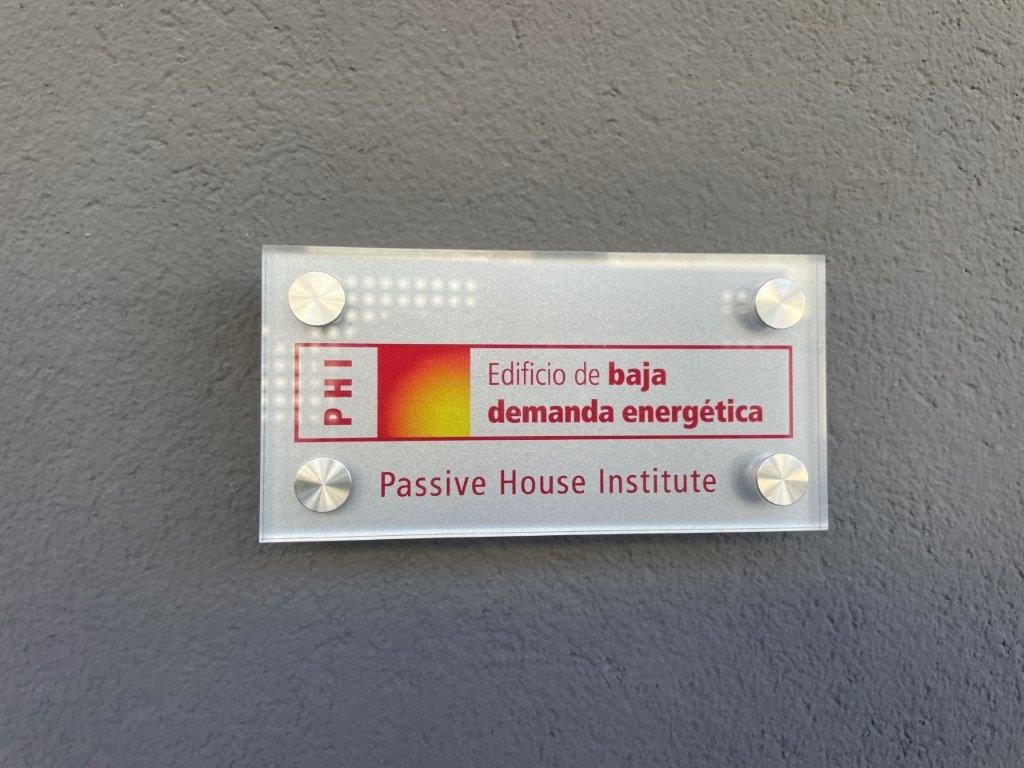 PHI
Edificio de baja
demanda energética
Passive House Institute